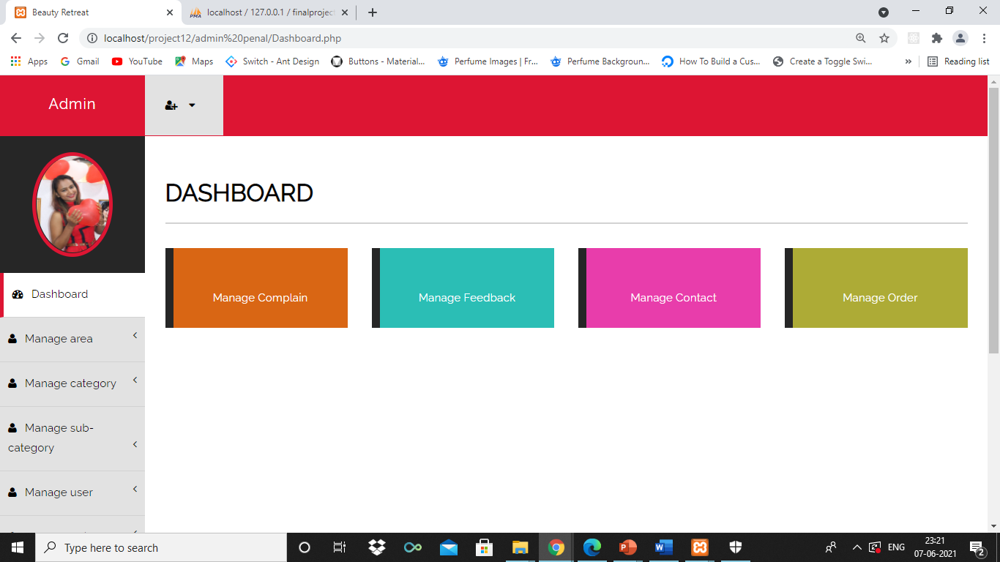 Beauty Retreat
localhost / 127.0.0.1 / finalproject
localhost/project12/admin%20penal/Dashboard.php
Apps
Gmail
YouTube
Maps
Switch - Ant Design
Buttons - Material...
Perfume Images | Fr...
Perfume Backgroun...
How To Build a Cus...
Create a Toggle Swi...
»
Reading list
Admin
DASHBOARD
Manage Complain
Manage Feedback
Manage Contact
Manage Order
Dashboard
Manage area
Manage category
Manage sub-
category
Manage user
Type here to search
ENG
23:21
07-06-2021
2